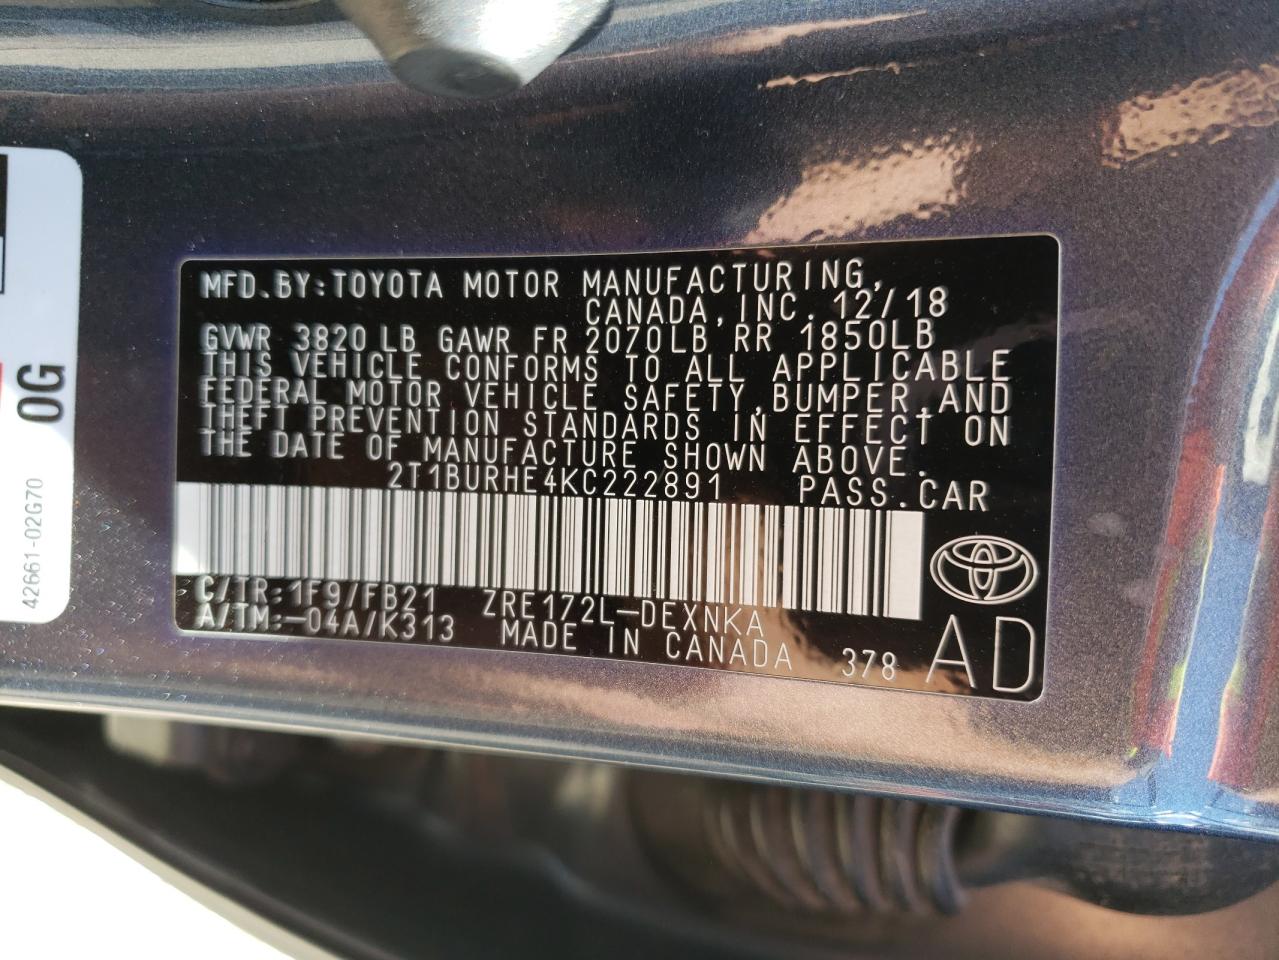 MFD.BY:TOYOTA MOTOR MANUFACTURING,
CANADA,INC. 12/18
GVWR 3820 LB GAWR FR 2070LB RR 1850LB
THIS VEHICLE CONFORMS TO ALL APPLICABLE
FEDERAL MOTOR VEHICLE SAFETY,BUMPER,AND
THEFT PREVENTION STANDARDS IN EFFECT ON
THE DATE OF MANUFACTURE SHOWN ABOVE.
2T1BURHE4KC222891 PASS.CAR
C/TR:1F9/FB21 ZRE172L-DEXNKA
A/TM:-04A/K313 MADE IN CANADA 378 AD
0G
42661-02G70